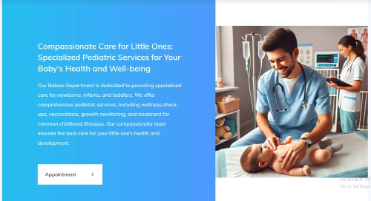 Compassionate Care for Little Ones:
Specialized Pediatric Services for Your
Baby's Health and Well-being
Our Babies Department is dedicated to providing specialized
care for newborns, infants, and toddlers. We offer
comprehensive pediatric services, including wellness check-
ups, vaccinations, growth monitoring, and treatment for
common childhood illnesses. Our compassionate team
ensures the best care for your little one's health and
development.
Appointment
Activate Windows
Go to Settings